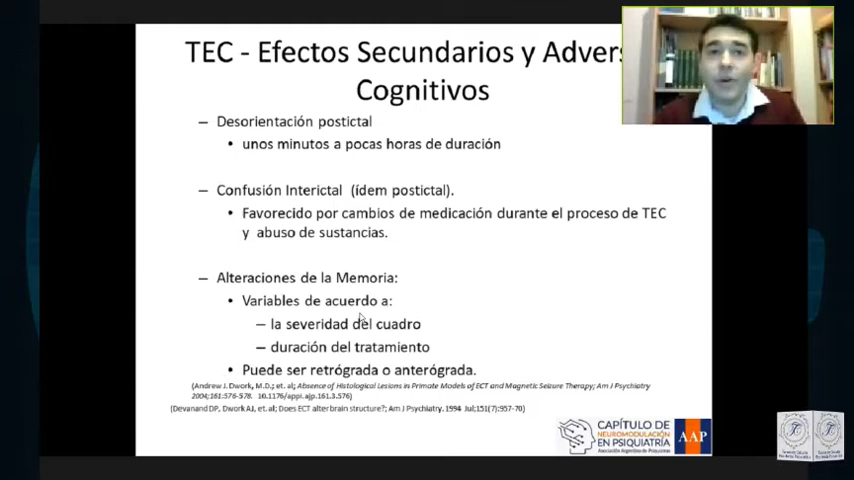 TEC - Efectos Secundarios y Advers
Cognitivos
– Desorientación postictal
• unos minutos a pocas horas de duración
– Confusión Interictal (ídem postictal).
• Favorecido por cambios de medicación durante el proceso de TEC
y abuso de sustancias.
– Alteraciones de la Memoria:
• Variables de acuerdo a:
– la severidad del cuadro
– duración del tratamiento
• Puede ser retrógrada o anterógrada.
(Andrew J. Dwork, M.D.; et. al; Absence of Histological Lesions in Primate Models of ECT and Magnetic Seizure Therapy; Am J Psychiatry
2004;161:576-578. 10.1176/appi.ajp.161.3.576)
(Devanand DP, Dwork AJ, et. al; Does ECT alter brain structure?; Am J Psychiatry. 1994 Jul;151(7):957-70)
CAPÍTULO DE
NEUROMODULACIÓN
EN PSIQUIATRÍA
Asociación Argentina de Psiquiatras
AAP